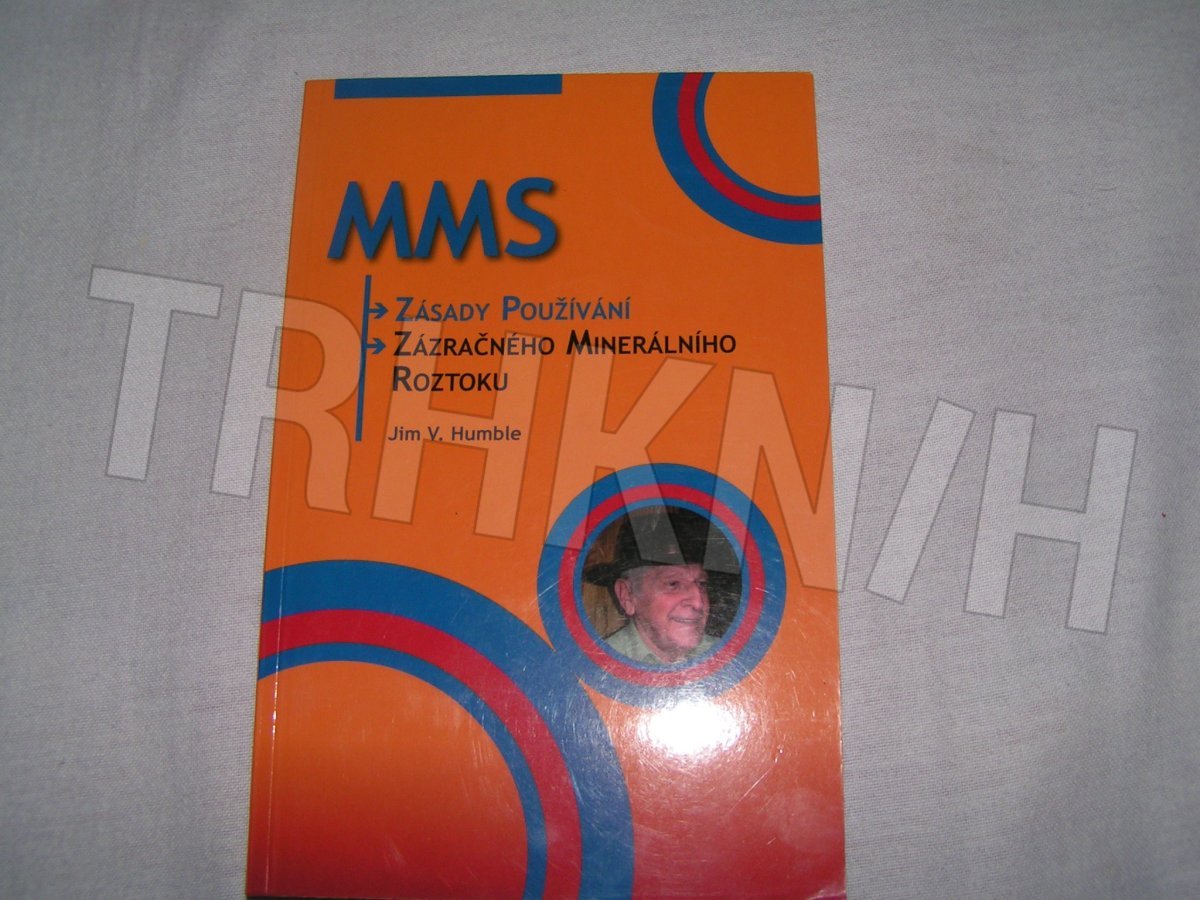 MMS
ZÁSADY POUŽÍVÁNÍ
ZÁZRAČNÉHO MINERÁLNÍHO
ROZTOKU
Jim V. Humble
TRHKNIH